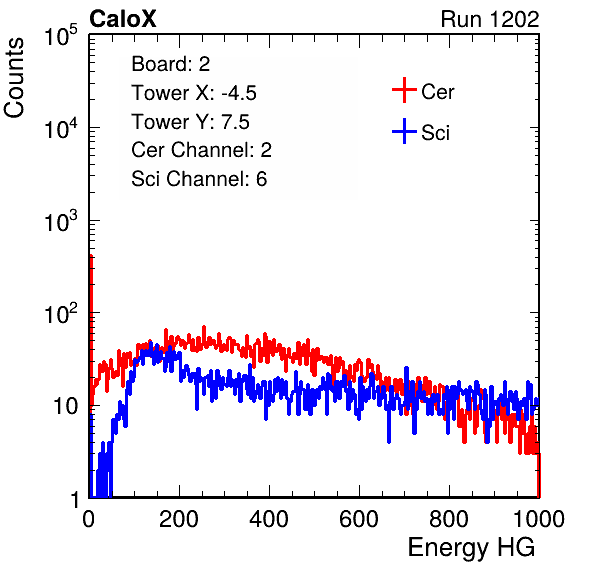 CaloX Run 1202
Counts
Board: 2
Tower X: -4.5
Tower Y: 7.5
Cer Channel: 2
Sci Channel: 6
Cer
Sci
10^5
10^4
10^3
10^2
10
1
0 200 400 600 800 1000
Energy HG